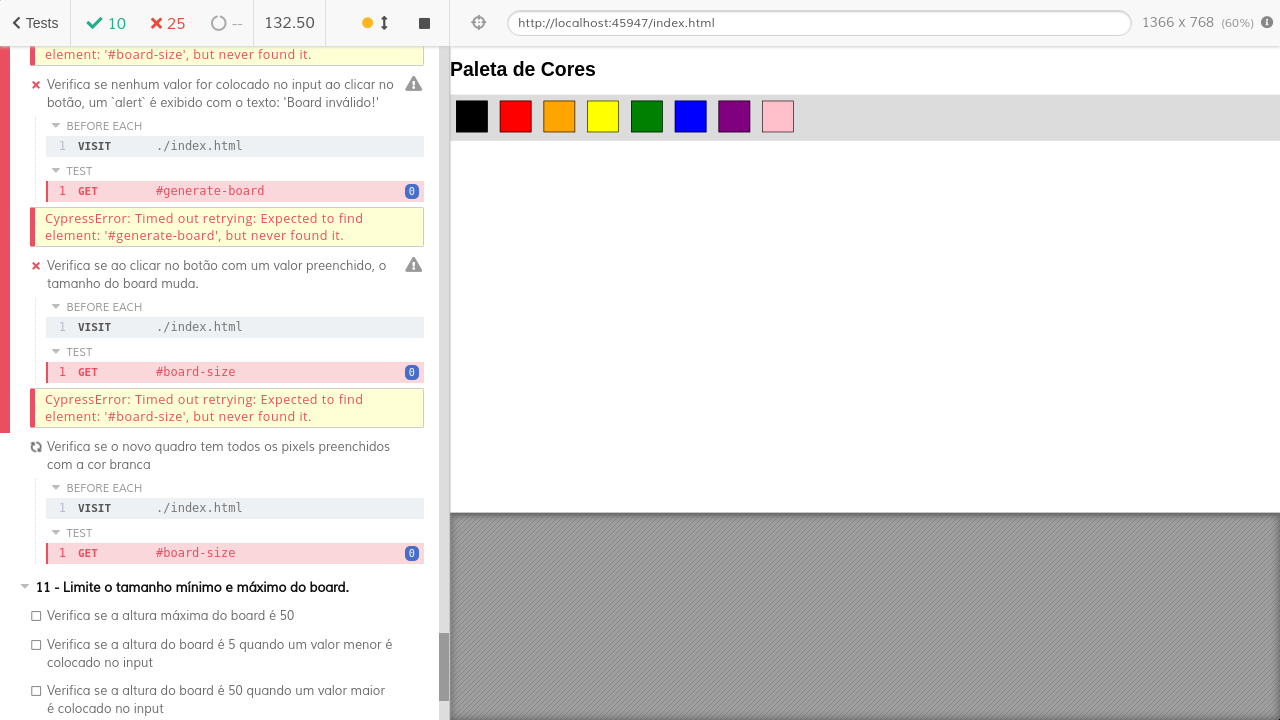 Tests
10
25
--
132.50
http://localhost:45947/index.html
1366 x 768 (60%)
element: '#board-size', but never found it.
Verifica se nenhum valor for colocado no input ao clicar no
botão, um `alert` é exibido com o texto: 'Board inválido!'
BEFORE EACH
1 VISIT ./index.html
TEST
1 GET #generate-board 0
CypressError: Timed out retrying: Expected to find
element: '#generate-board', but never found it.
Verifica se ao clicar no botão com um valor preenchido, o
tamanho do board muda.
BEFORE EACH
1 VISIT ./index.html
TEST
1 GET #board-size 0
CypressError: Timed out retrying: Expected to find
element: '#board-size', but never found it.
Verifica se o novo quadro tem todos os pixels preenchidos
com a cor branca
BEFORE EACH
1 VISIT ./index.html
TEST
1 GET #board-size 0
11 - Limite o tamanho mínimo e máximo do board.
Verifica se a altura máxima do board é 50
Verifica se a altura do board é 5 quando um valor menor é
colocado no input
Verifica se a altura do board é 50 quando um valor maior
é colocado no input
Paleta de Cores